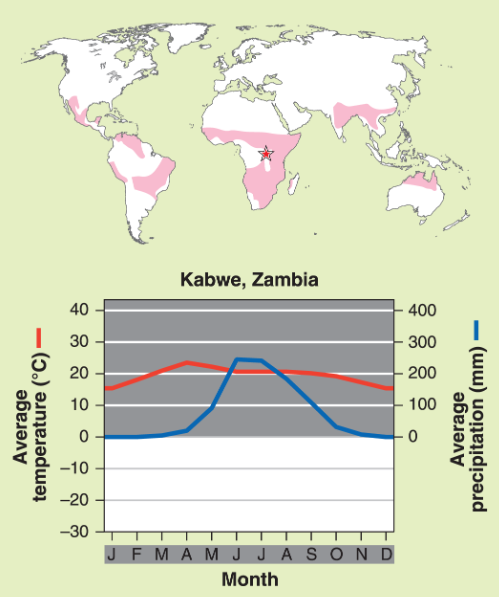 Kabwe, Zambia
Average
temperature (°C)
40
30
20
10
0
–10
–20
–30
400
300
200
100
0
Average
precipitation (mm)
J F M A M J J A S O N D
Month